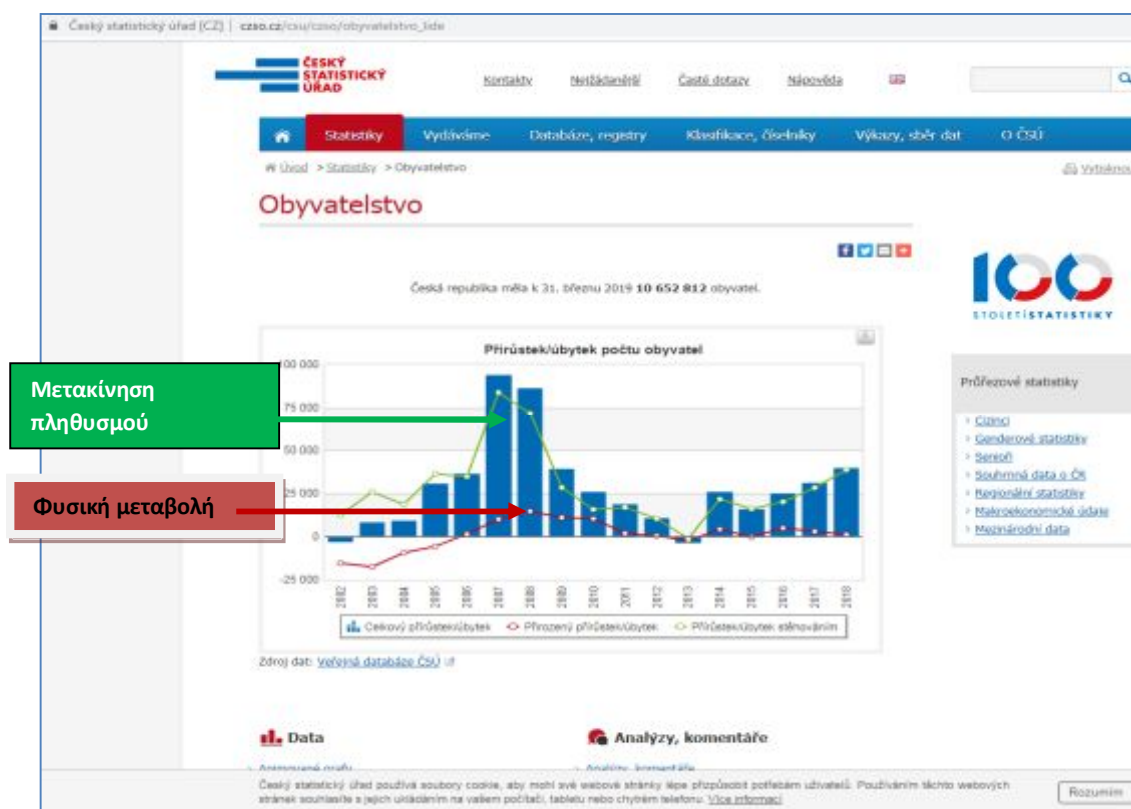 Český statistický úřad [CZ] | czso.cz/csu/czso/obyvatelstvo_lide
ČESKÝ
STATISTICKÝ
ÚŘAD
Kontakty Nejžádanější Časté dotazy Nápověda
Statistiky Vydáváme Databáze, registry Klasifikace, číselníky Výkazy, sběr dat O ČSÚ
Úvod > Statistiky > Obyvatelstvo
Vytisknou
Obyvatelstvo
Česká republika měla k 31. březnu 2019 10 652 812 obyvatel.
100
STOLETÍSTATISTIKY
Přirůstek/úbytek počtu obyvatel
100 000
75 000
50 000
25 000
0
-25 000
2002 2003 2004 2005 2006 2007 2008 2009 2010 2011 2012 2013 2014 2015 2016 2017 2018
Celkový přírůstek/úbytek Přirozený přírůstek/úbytek Přírůstek/úbytek stěhováním
Μετακίνηση
πληθυσμού
Φυσική μεταβολή
Zdroj dat: Veřejná databáze ČSÚ
Průřezové statistiky
Cizinci
Genderové statistiky
Senioři
Souhrnná data o ČR
Regionální statistiky
Makroekonomické údaje
Mezinárodní data
Data
Analýzy, komentáře
Český statistický úřad používá soubory cookie, aby mohl své webové stránky lépe přizpůsobit potřebám uživatelů. Používáním těchto webových
stránek souhlasíte s jejich ukládáním na vašem počítači, tabletu nebo chytrém telefonu. Více informací
Rozumím